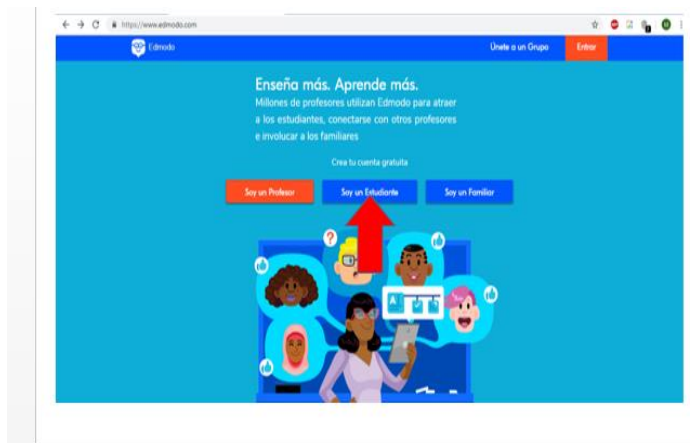 https://www.edmodo.com
Edmodo
Únete a un Grupo
Entrar
Enseña más. Aprende más.
Millones de profesores utilizan Edmodo para atraer
a los estudiantes, conectarse con otros profesores
e involucrar a los familiares
Crea tu cuenta gratuita
Soy un Profesor
Soy un Estudiante
Soy un Familiar
?
A